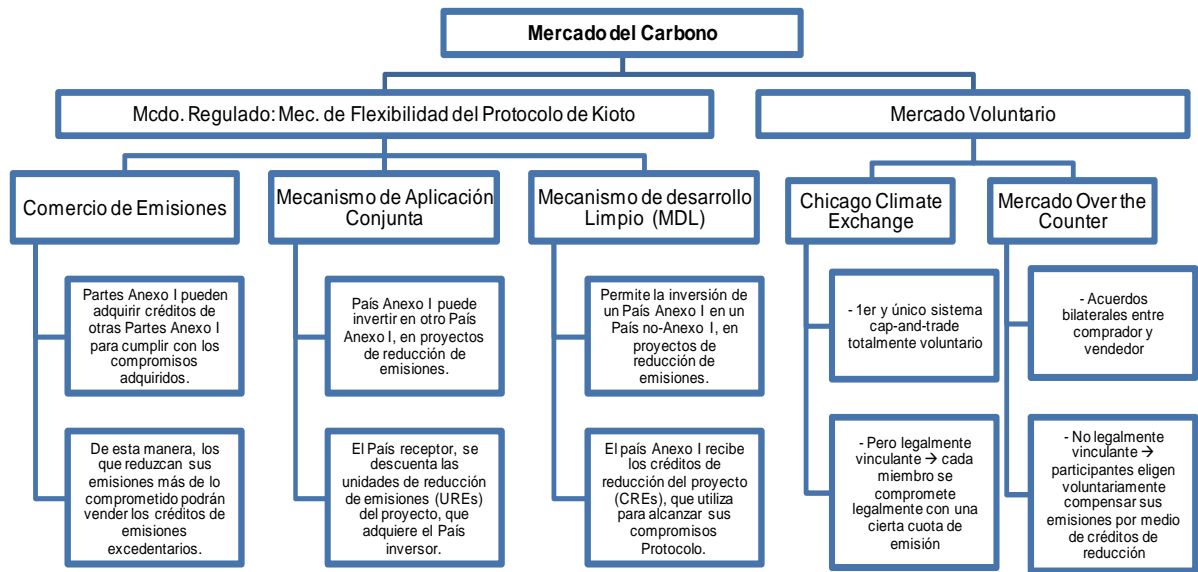 Mercado del Carbono
Mcdo. Regulado: Mec. de Flexibilidad del Protocolo de Kioto
Mercado Voluntario
Comercio de Emisiones
Mecanismo de Aplicación
Conjunta
Mecanismo de desarrollo
Limpio (MDL)
Chicago Climate
Exchange
Mercado Over the
Counter
Partes Anexo I pueden
adquirir créditos de
otras Partes Anexo I
para cumplir con los
compromisos
adquiridos.
País Anexo I puede
invertir en otro País
Anexo I, en proyectos
de reducción de
emisiones.
Permite la inversión de
un País Anexo I en un
País no-Anexo I, en
proyectos de
reducción de
emisiones.
- 1er y único sistema
cap-and-trade
totalmente voluntario
- Acuerdos
bilaterales entre
comprador y
vendedor
De esta manera, los
que reduzcan sus
emisiones más de lo
comprometido podrán
vender los créditos de
emisiones
excedentarios.
El País receptor, se
descuenta las
unidades de reducción
de emisiones (UREs)
del proyecto, que
adquiere el País
inversor.
El país Anexo I recibe
los créditos de
reducción del proyecto
(CREs), que utiliza
para alcanzar sus
compromisos
Protocolo.
- Pero legalmente
vinculante → cada
miembro se
compromete
legalmente con una
cierta cuota de
emisión
- No legalmente
vinculante →
participantes eligen
voluntariamente
compensar sus
emisiones por medio
de créditos de
reducción